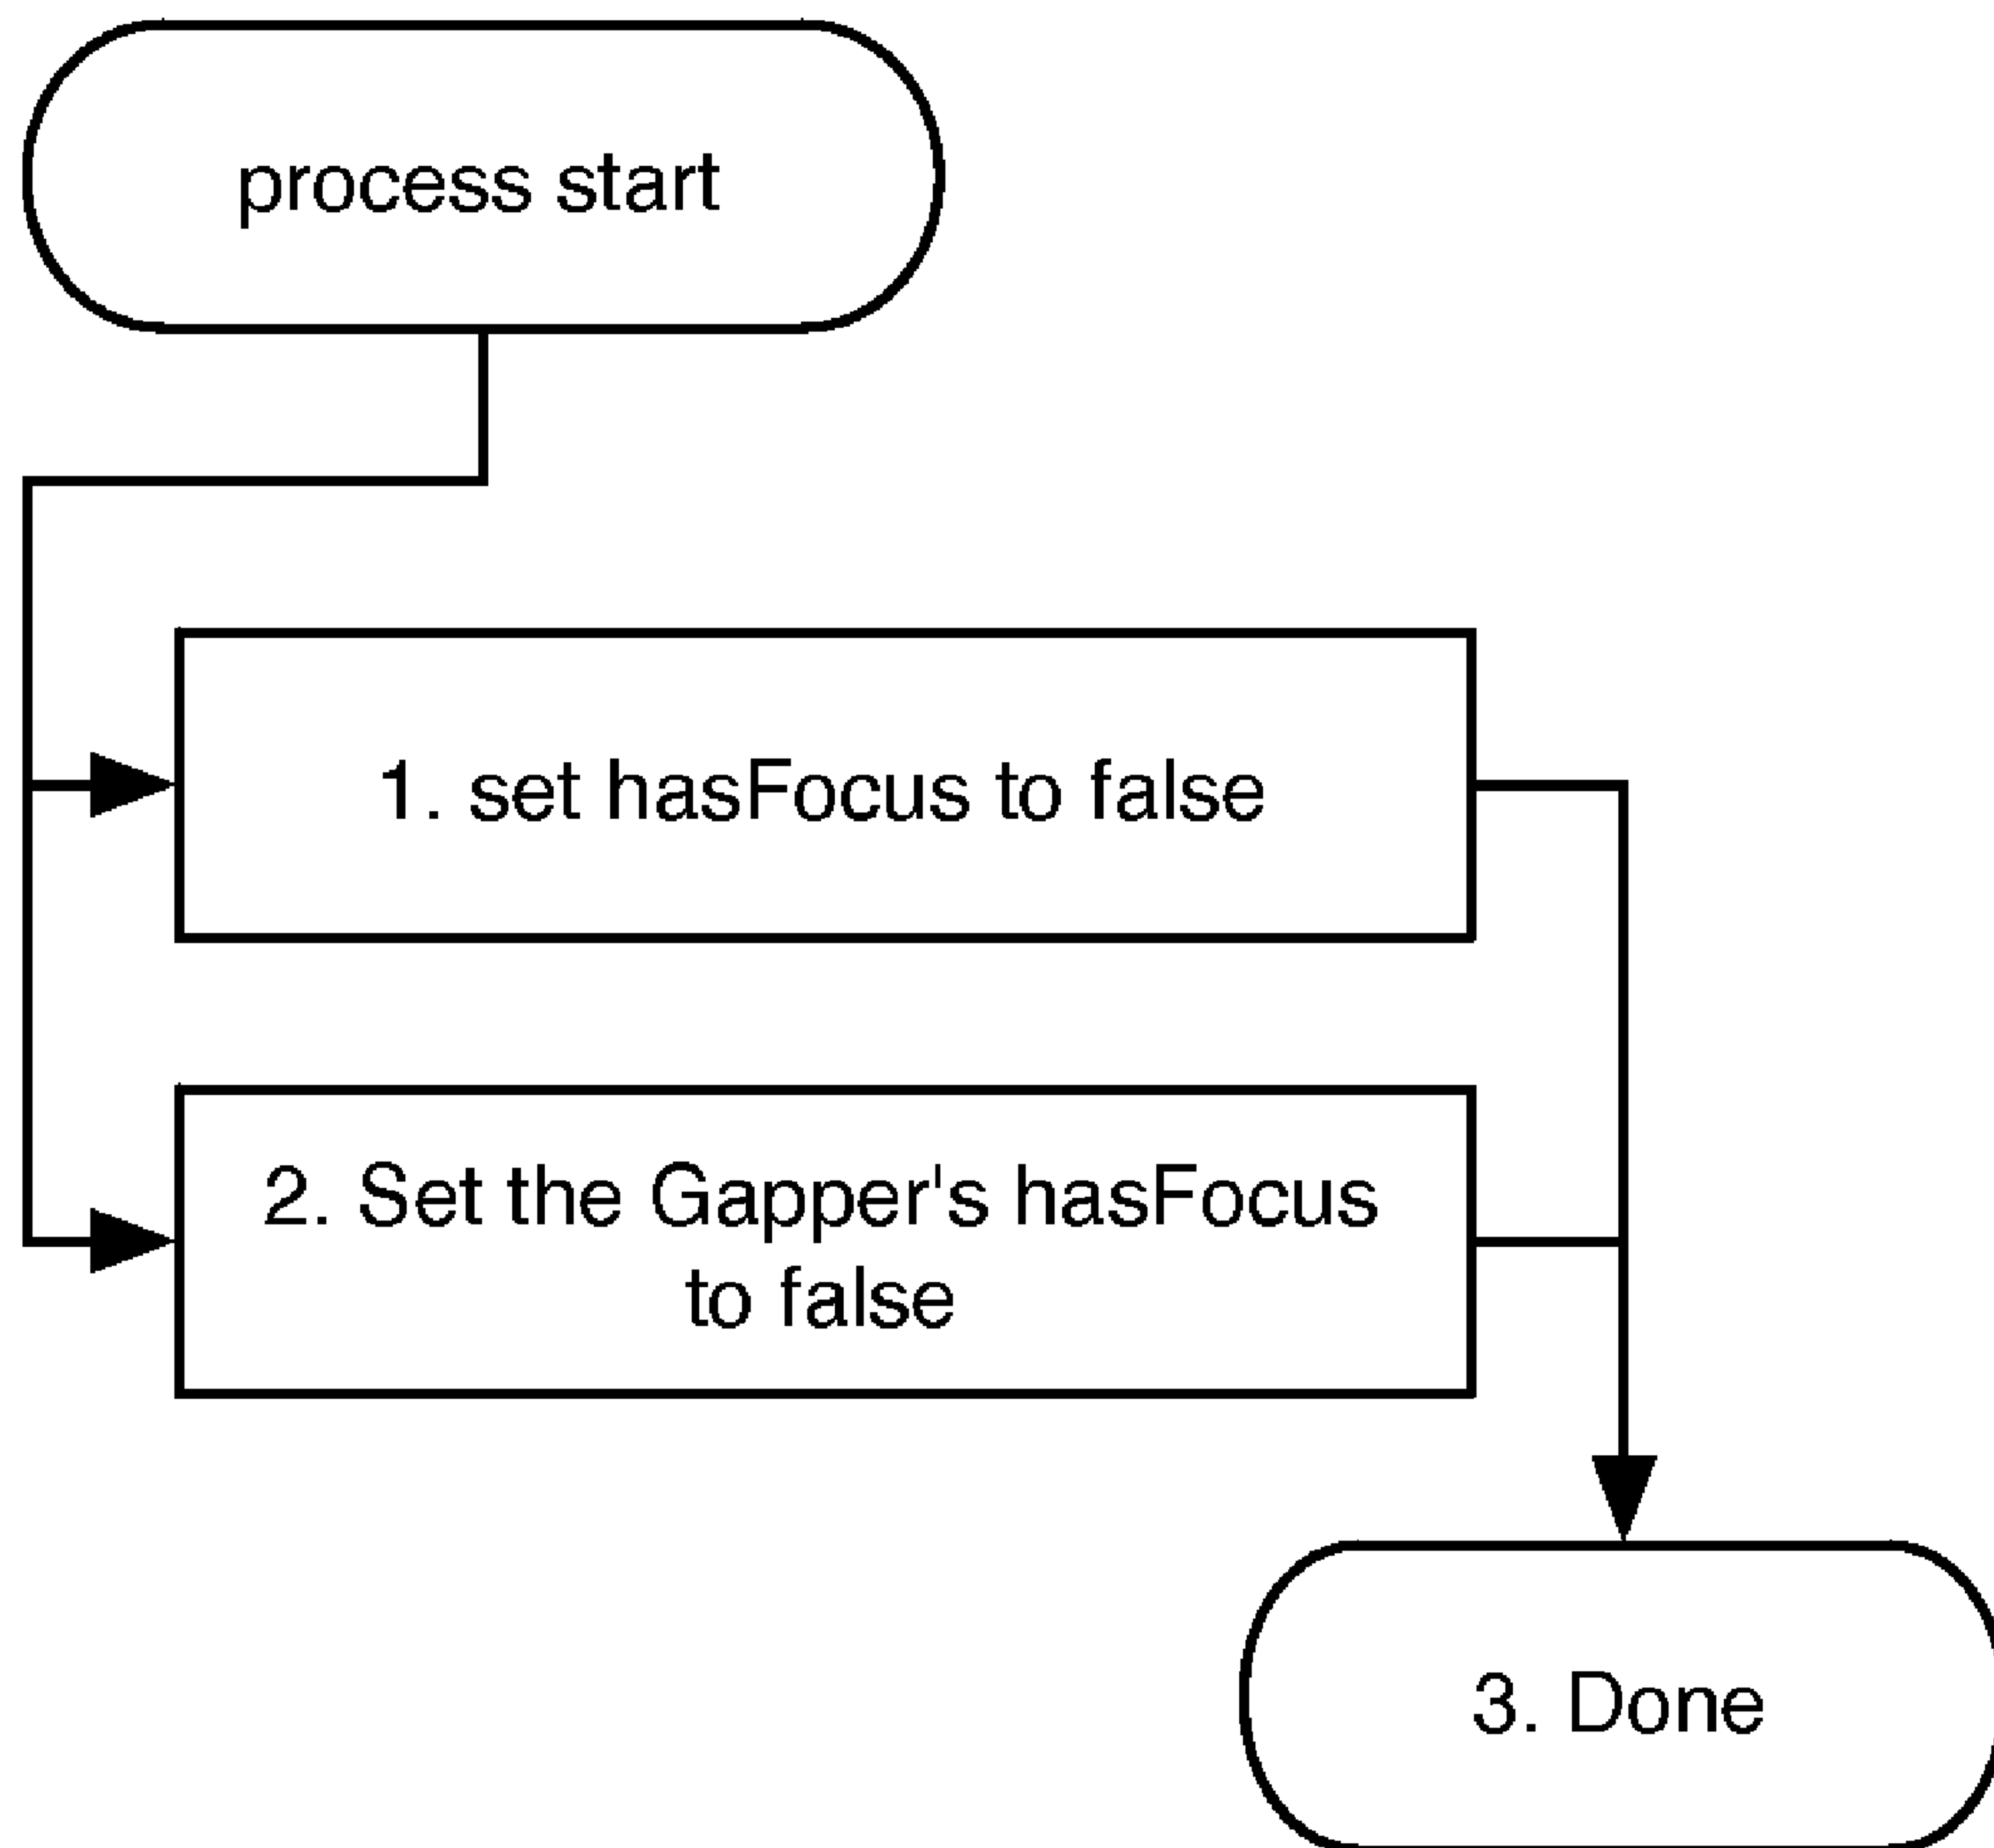 process start
1. set hasFocus to false
2. Set the Gapper's hasFocus
to false
3. Done